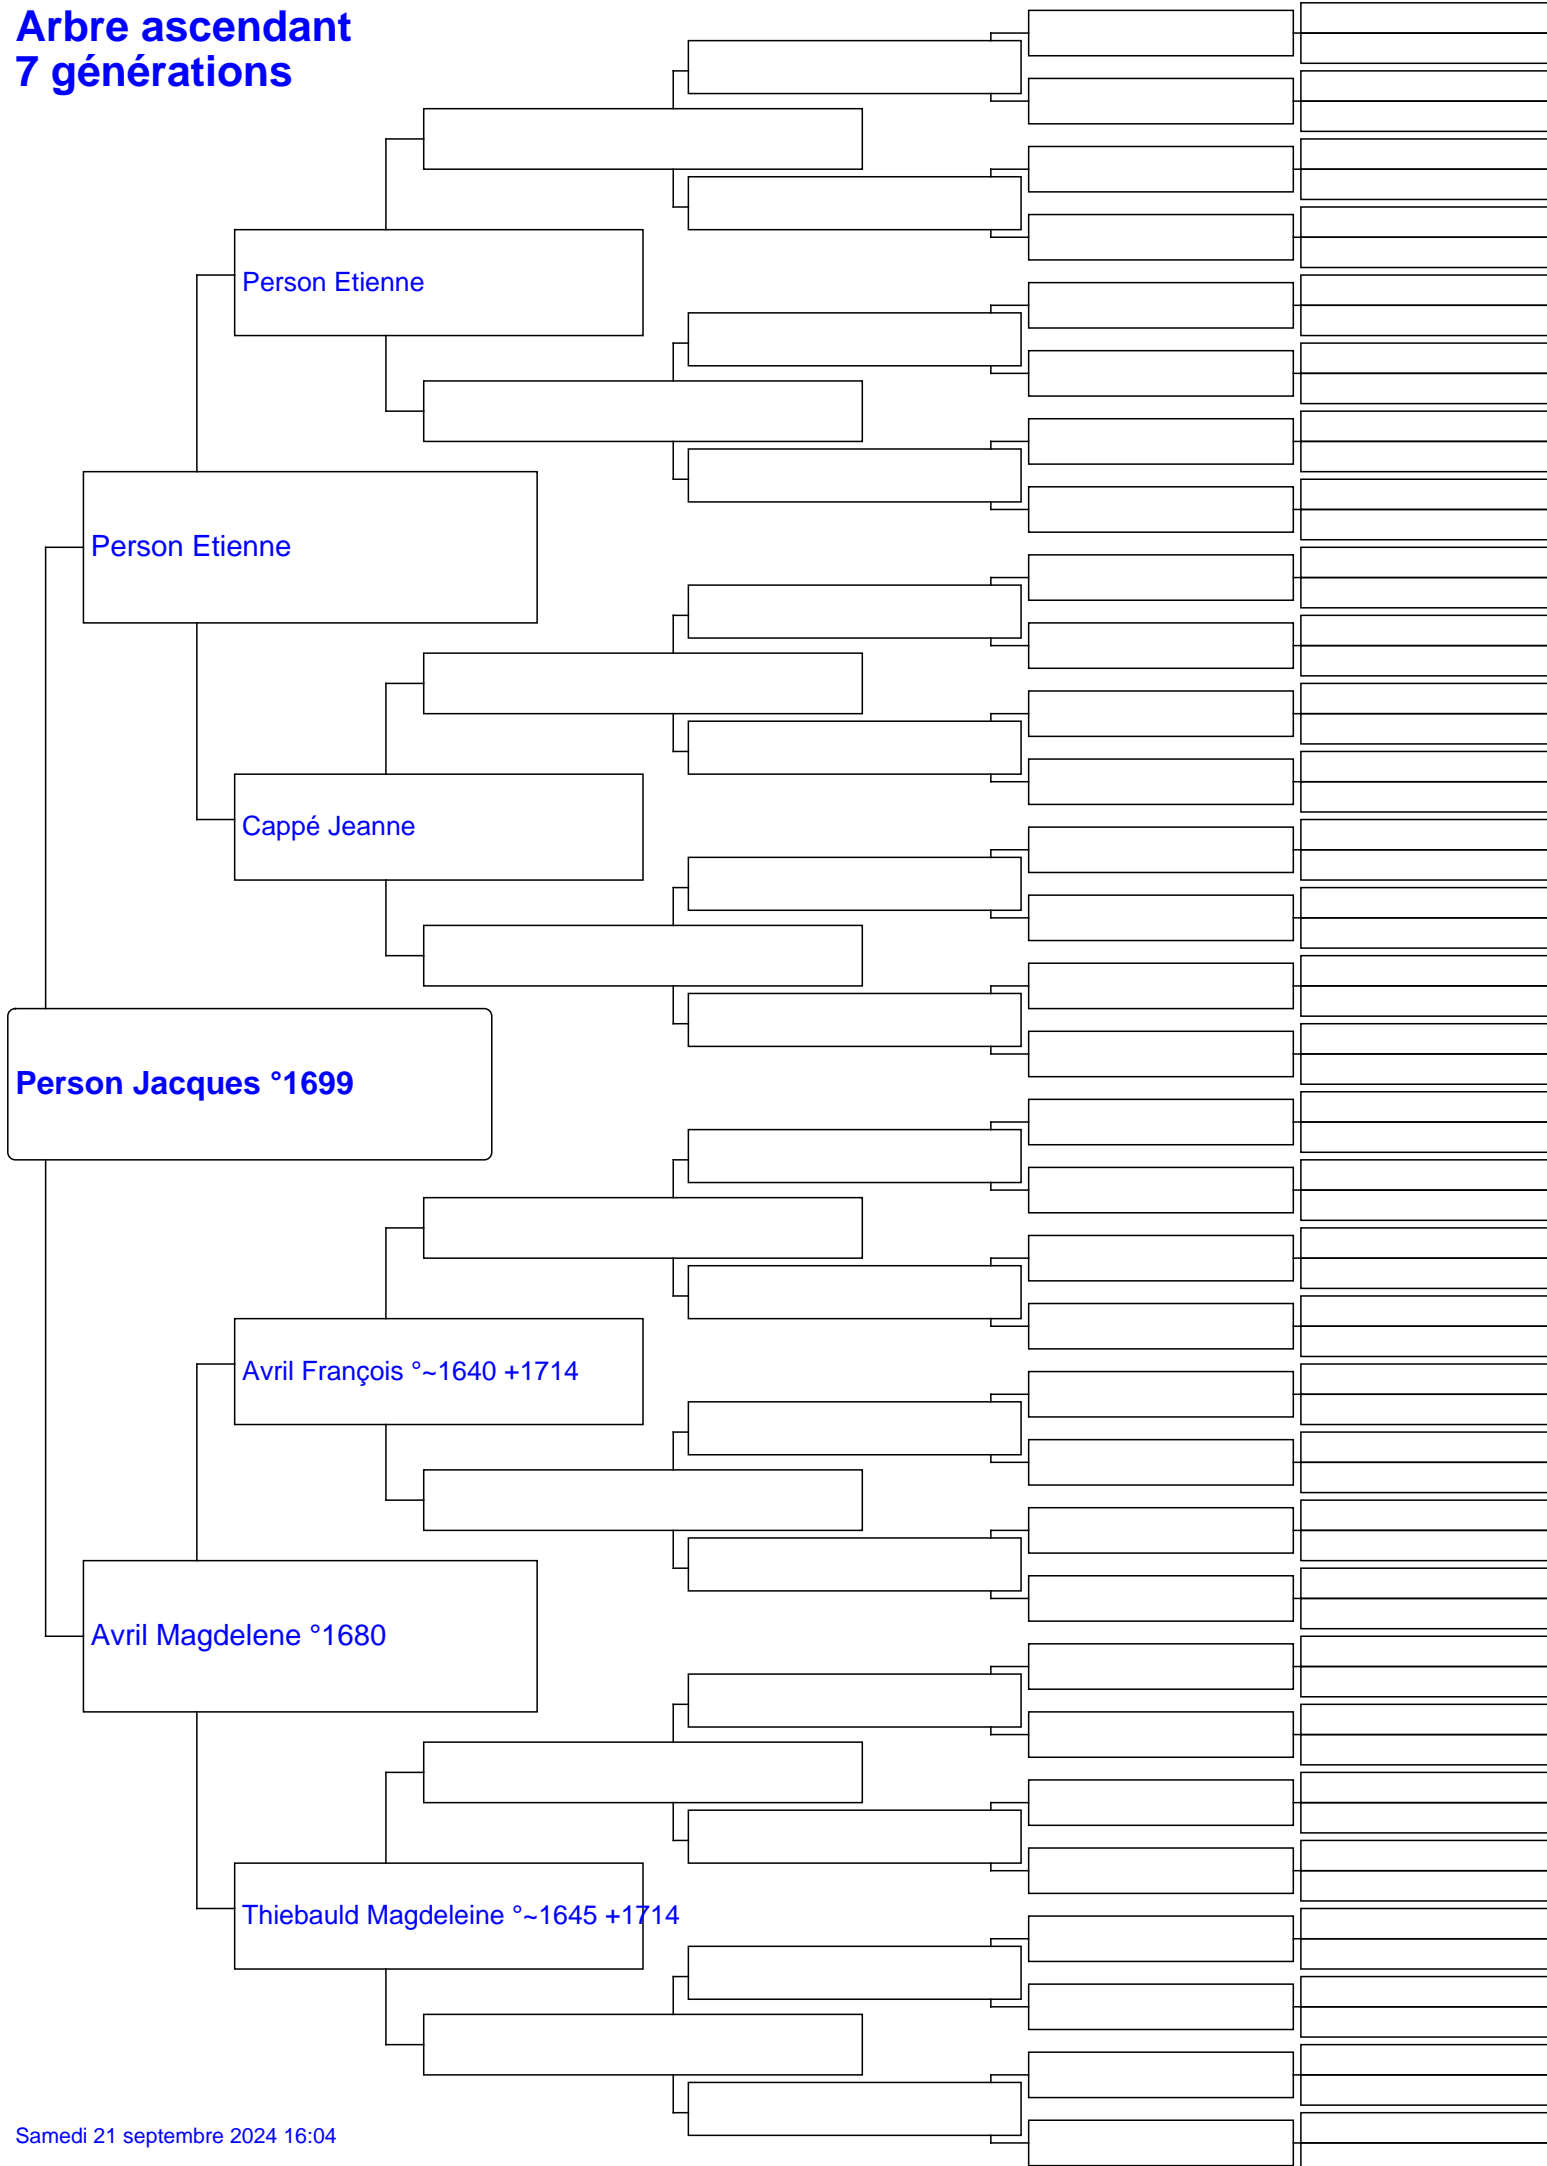 Arbre ascendant
7 générations
Person Etienne
Person Etienne
Cappé Jeanne
Person Jacques °1699
Avril François °~1640 +1714
Avril Magdelene °1680
Thiebauld Magdeleine °~1645 +1714
Samedi 21 septembre 2024 16:04